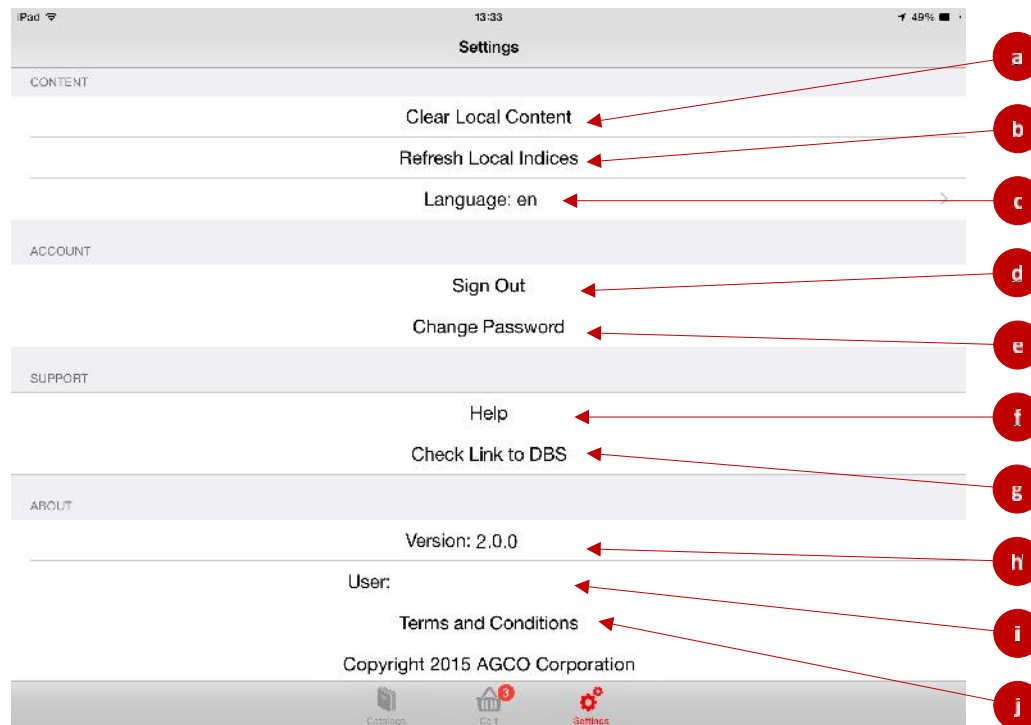 iPad 13:33 49%
Settings
a
CONTENT
Clear Local Content
b
Refresh Local Indices
Language: en
c
ACCOUNT
d
Sign Out
Change Password
e
SUPPORT
Help
f
Check Link to DBS
g
ABOUT
Version: 2.0.0
h
User:
i
Terms and Conditions
Copyright 2015 AGCO Corporation
j
3
Catalogs Cart Settings